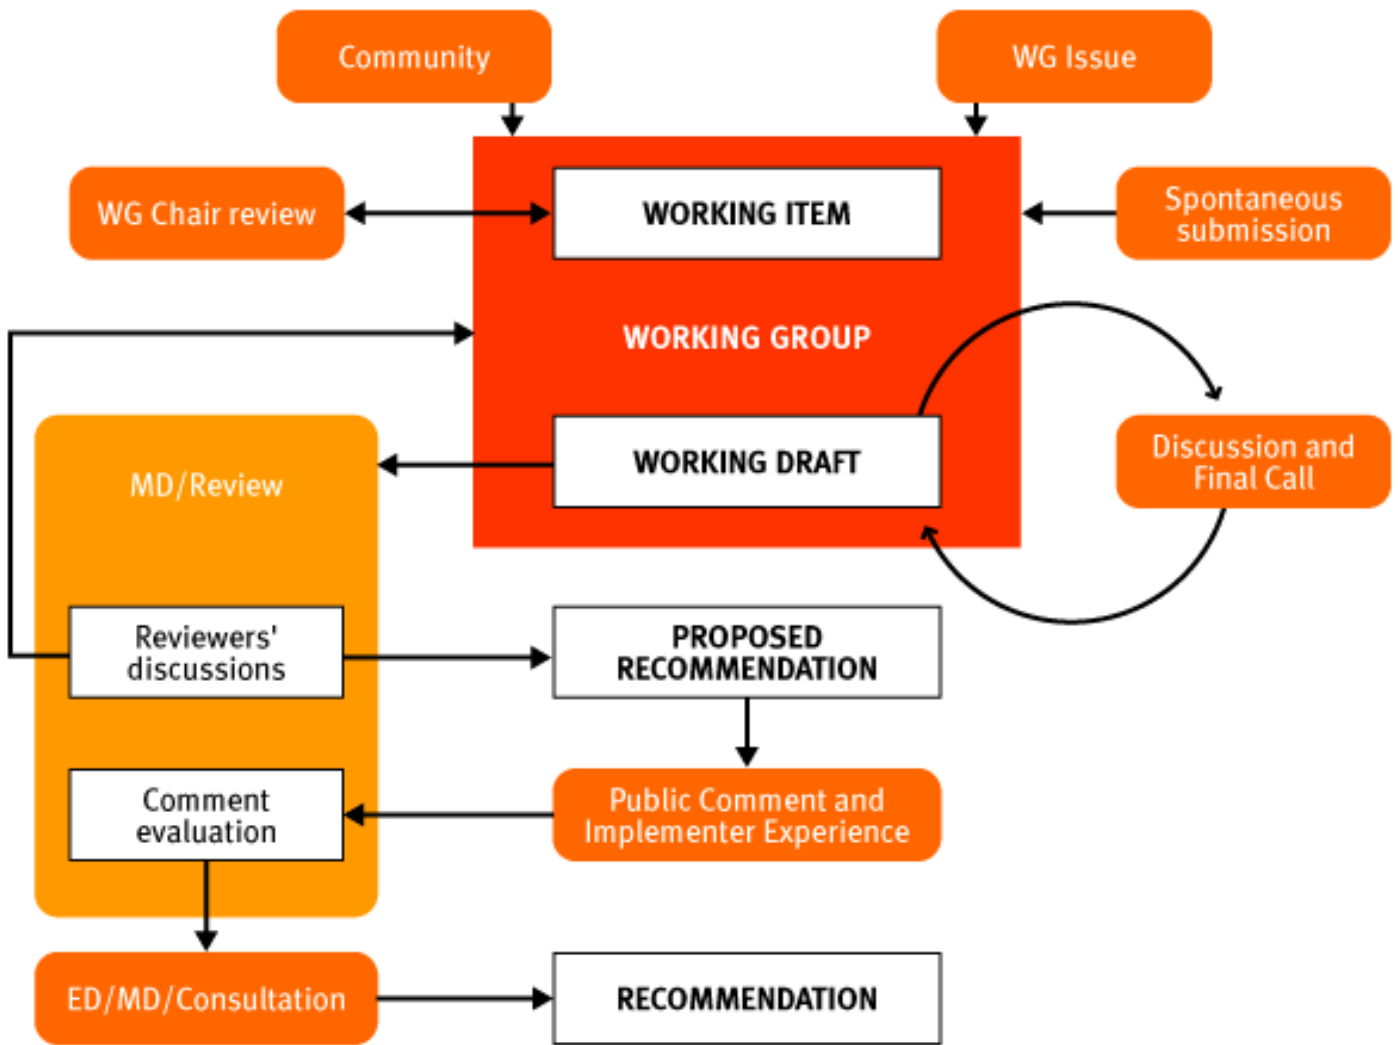 Community
WG Issue
WG Chair review
WORKING ITEM
Spontaneous
submission
WORKING GROUP
WORKING DRAFT
Discussion and
Final Call
MD/Review
Reviewers'
discussions
PROPOSED
RECOMMENDATION
Comment
evaluation
Public Comment and
Implementer Experience
ED/MD/Consultation
RECOMMENDATION